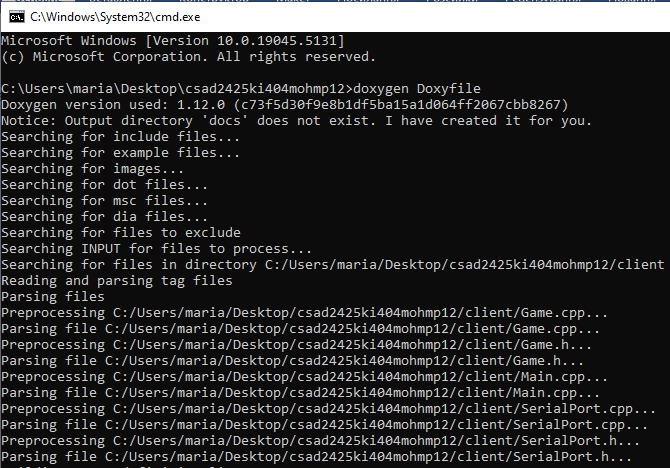 C:\Windows\System32\cmd.exe
Microsoft Windows [Version 10.0.19045.5131]
(c) Microsoft Corporation. All rights reserved.
C:\Users\maria\Desktop\csad2425ki404mohmp12>doxygen Doxyfile
Doxygen version used: 1.12.0 (c73f5d30f9e8b1df5ba15a1d064ff2067cbb8267)
Notice: Output directory 'docs' does not exist. I have created it for you.
Searching for include files...
Searching for example files...
Searching for images...
Searching for dot files...
Searching for msc files...
Searching for dia files...
Searching for files to exclude
Searching INPUT for files to process...
Searching for files in directory C:/Users/maria/Desktop/csad2425ki404mohmp12/client
Reading and parsing tag files
Parsing files
Preprocessing C:/Users/maria/Desktop/csad2425ki404mohmp12/client/Game.cpp...
Parsing file C:/Users/maria/Desktop/csad2425ki404mohmp12/client/Game.cpp...
Preprocessing C:/Users/maria/Desktop/csad2425ki404mohmp12/client/Game.h...
Parsing file C:/Users/maria/Desktop/csad2425ki404mohmp12/client/Game.h...
Preprocessing C:/Users/maria/Desktop/csad2425ki404mohmp12/client/Main.cpp...
Parsing file C:/Users/maria/Desktop/csad2425ki404mohmp12/client/Main.cpp...
Preprocessing C:/Users/maria/Desktop/csad2425ki404mohmp12/client/SerialPort.cpp...
Parsing file C:/Users/maria/Desktop/csad2425ki404mohmp12/client/SerialPort.cpp...
Preprocessing C:/Users/maria/Desktop/csad2425ki404mohmp12/client/SerialPort.h...
Parsing file C:/Users/maria/Desktop/csad2425ki404mohmp12/client/SerialPort.h...